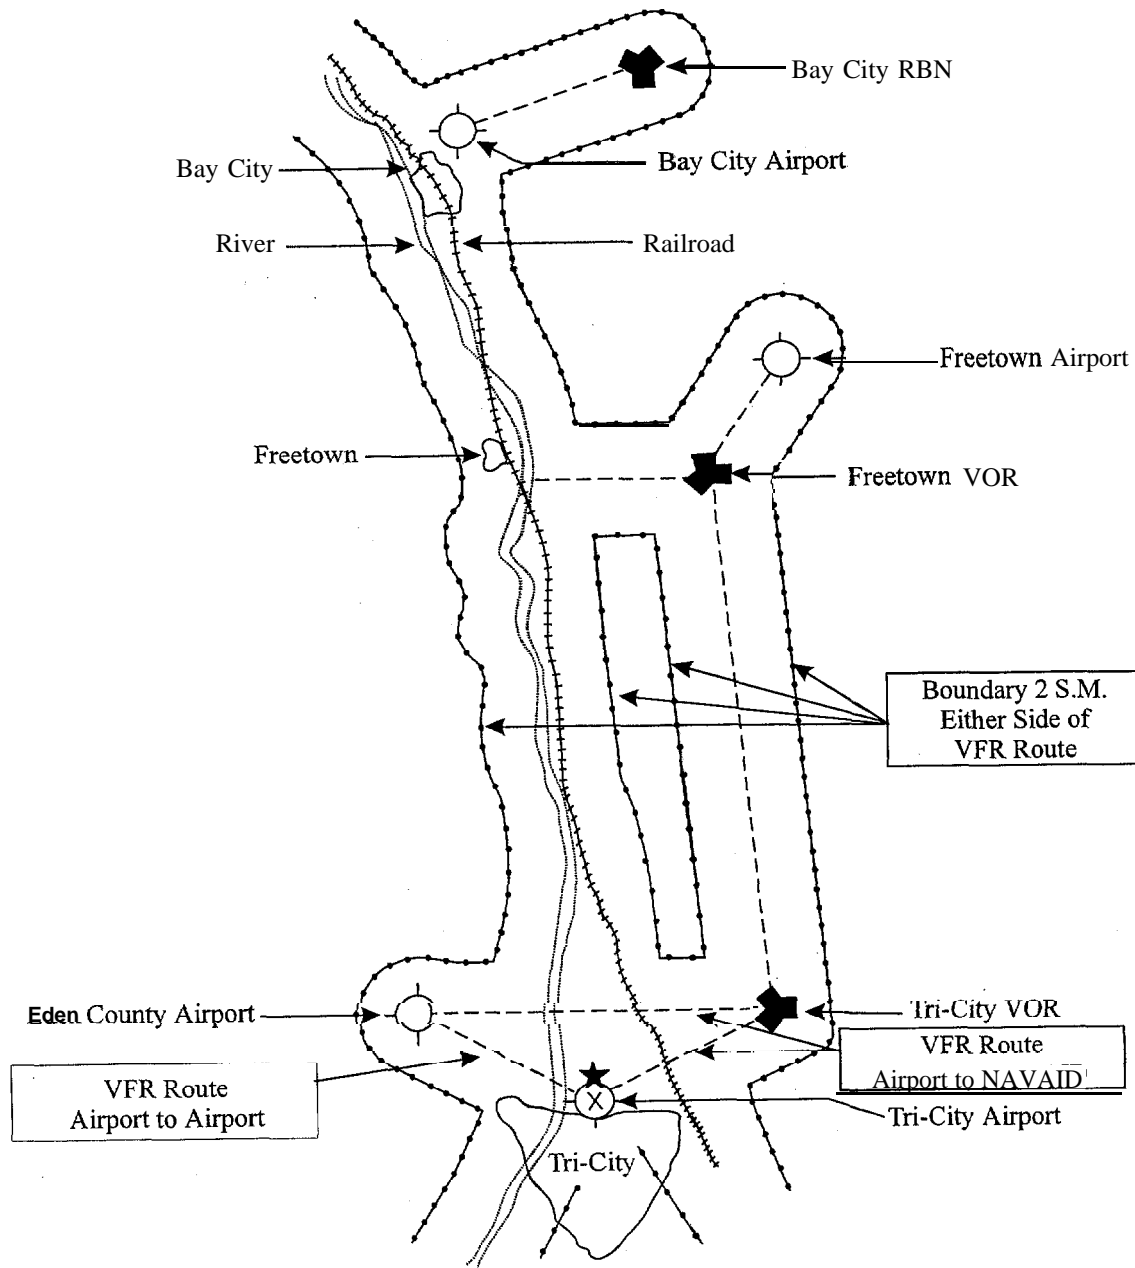 Bay City RBN
Bay City Airport
Bay City
River
Railroad
Freetown Airport
Freetown
Freetown VOR
Boundary 2 S.M.
Either Side of
VFR Route
Eden County Airport
Tri-City VOR
VFR Route
Airport to NAVAID
VFR Route
Airport to Airport
X
Tri-City Airport
Tri-City